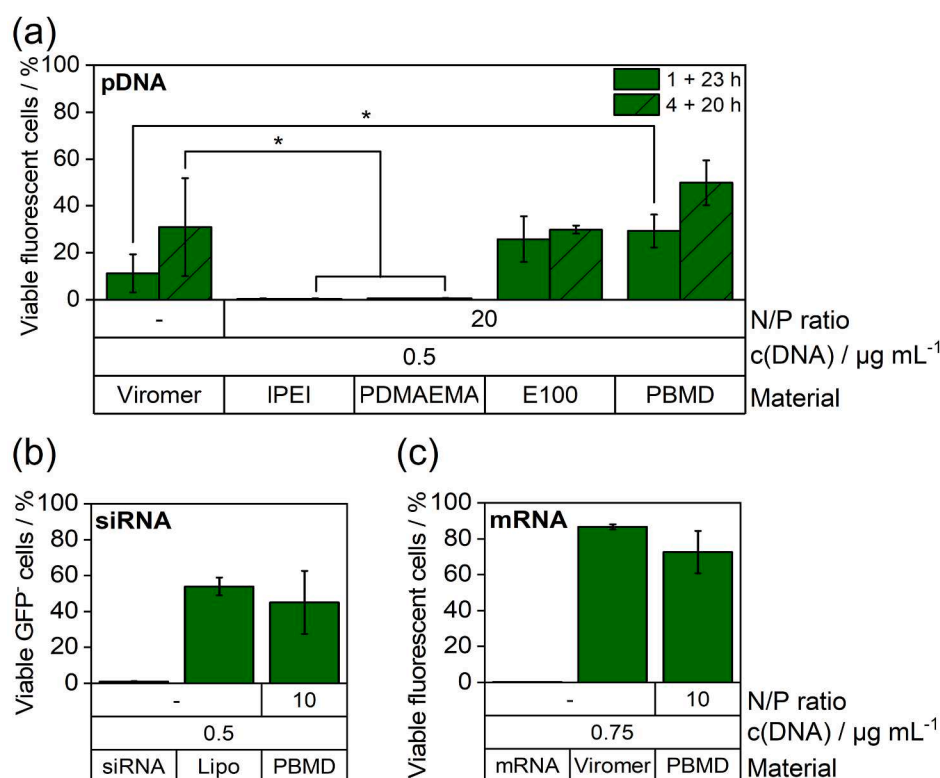 (a)
100
80
60
40
20
0
Viable fluorescent cells / %
pDNA
1 + 23 h
4 + 20 h
*
*
- 20 N/P ratio
0.5 c(DNA) / µg mL⁻¹
Viromer lPEI PDMAEMA E100 PBMD Material
(b)
100
80
60
40
20
0
Viable GFP⁻ cells / %
siRNA
- 10
0.5
siRNA Lipo PBMD
(c)
100
80
60
40
20
0
Viable fluorescent cells / %
mRNA
- 10 N/P ratio
0.75 c(DNA) / µg mL⁻¹
mRNA Viromer PBMD Material